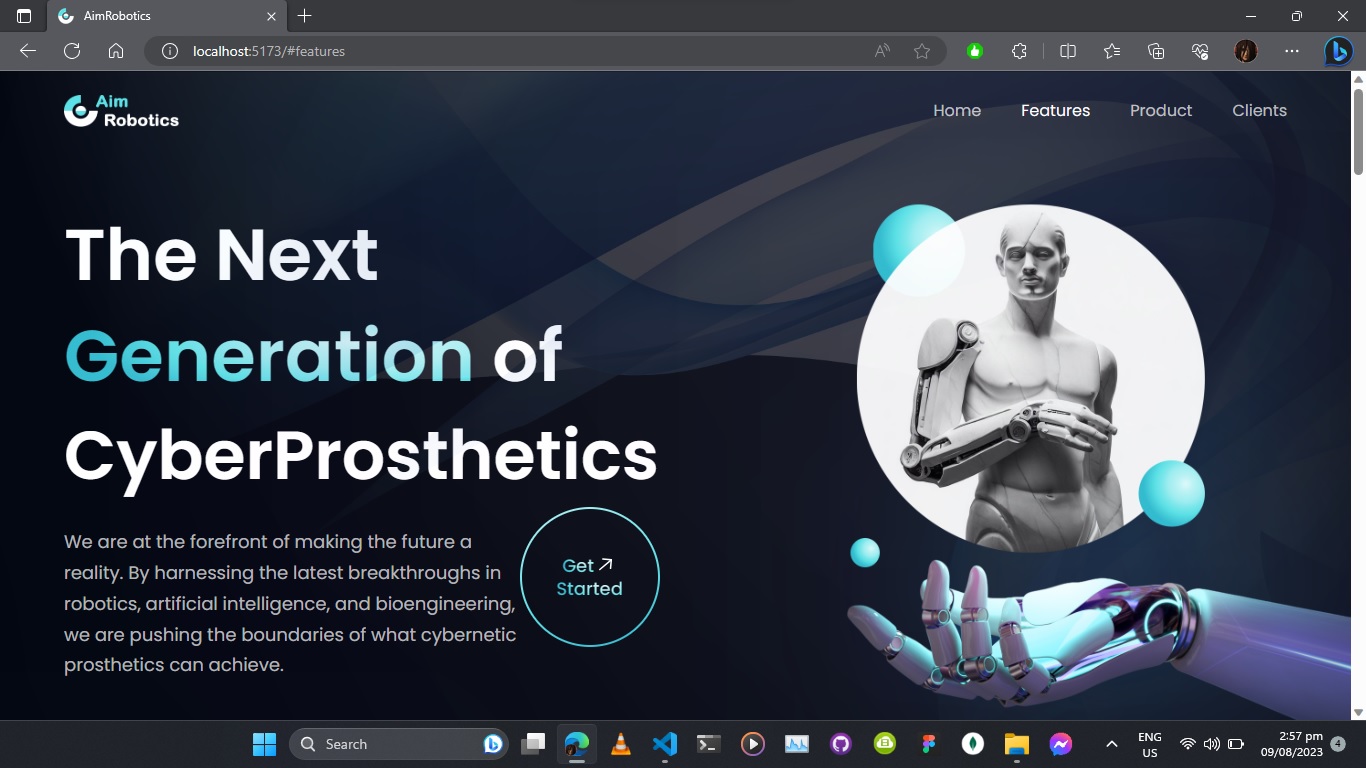 AimRobotics
localhost:5173/#features
Aim
Robotics
Home Features Product Clients
The Next
Generation of
CyberProsthetics
We are at the forefront of making the future a
reality. By harnessing the latest breakthroughs in
robotics, artificial intelligence, and bioengineering,
we are pushing the boundaries of what cybernetic
prosthetics can achieve.
Get
Started
Search
ENG
US
2:57 pm
09/08/2023
4